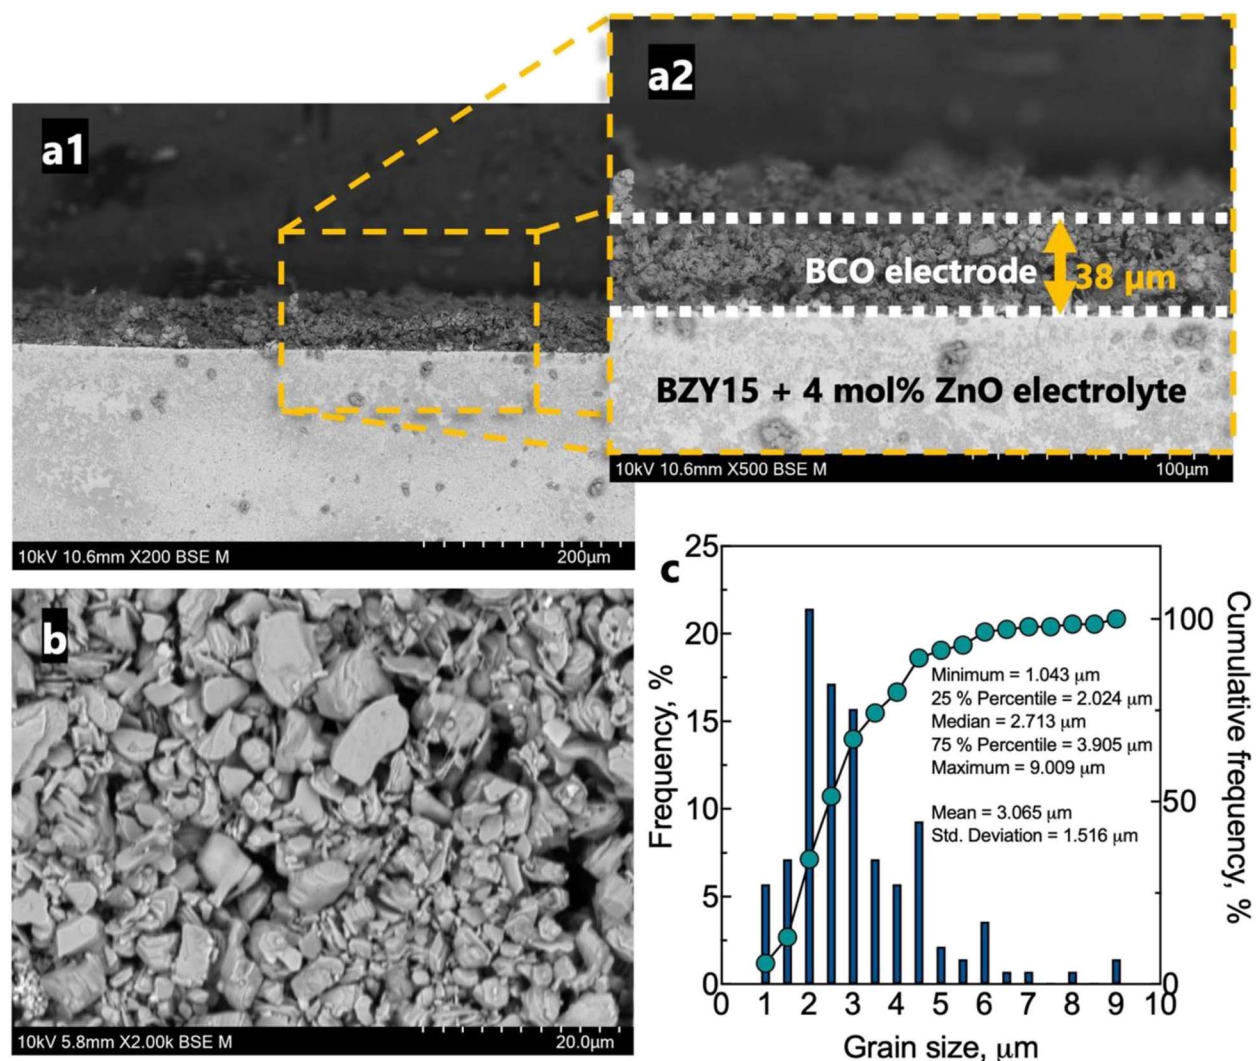 a1
a2
BCO electrode
38 μm
BZY15 + 4 mol% ZnO electrolyte
10kV 10.6mm X500 BSE M
100μm
10kV 10.6mm X200 BSE M
200μm
b
10kV 5.8mm X2.00k BSE M
20.0μm
c
25
20
15
10
5
0
Frequency, %
Minimum = 1.043 μm
25 % Percentile = 2.024 μm
Median = 2.713 μm
75 % Percentile = 3.905 μm
Maximum = 9.009 μm
Mean = 3.065 μm
Std. Deviation = 1.516 μm
100
50
0
Cumulative frequency, %
0 1 2 3 4 5 6 7 8 9 10
Grain size, μm